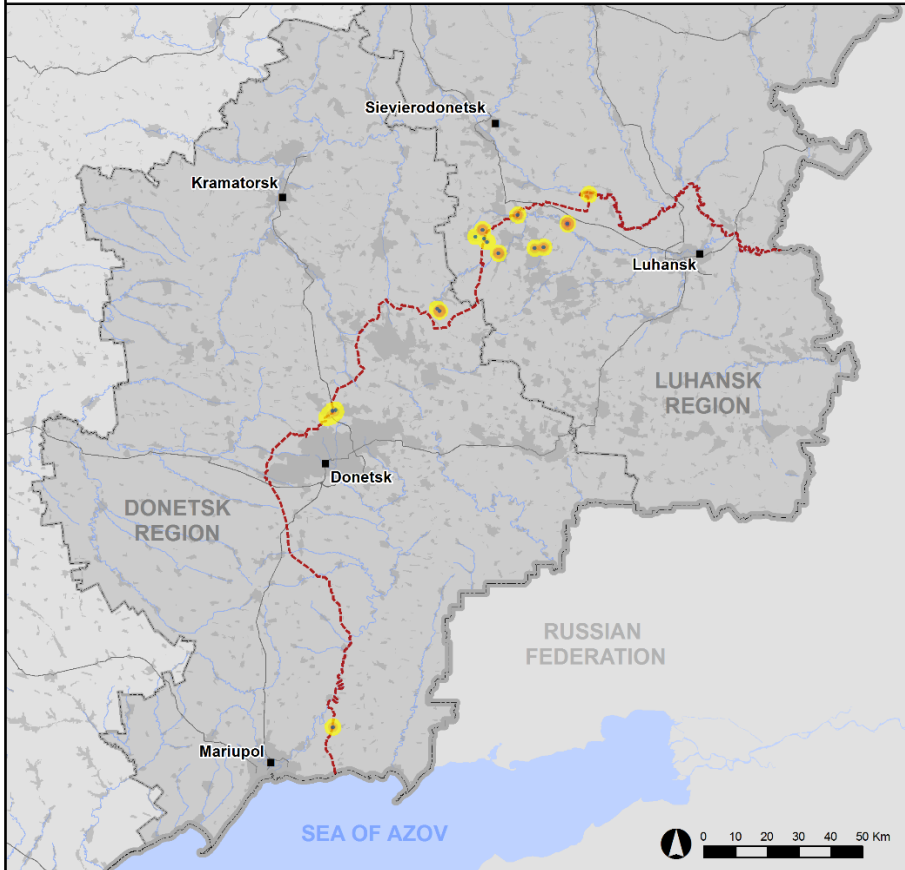 Sievierodonetsk
Kramatorsk
Luhansk
LUHANSK
REGION
Donetsk
DONETSK
REGION
RUSSIAN
FEDERATION
Mariupol
SEA OF AZOV
0 10 20 30 40 50 Km